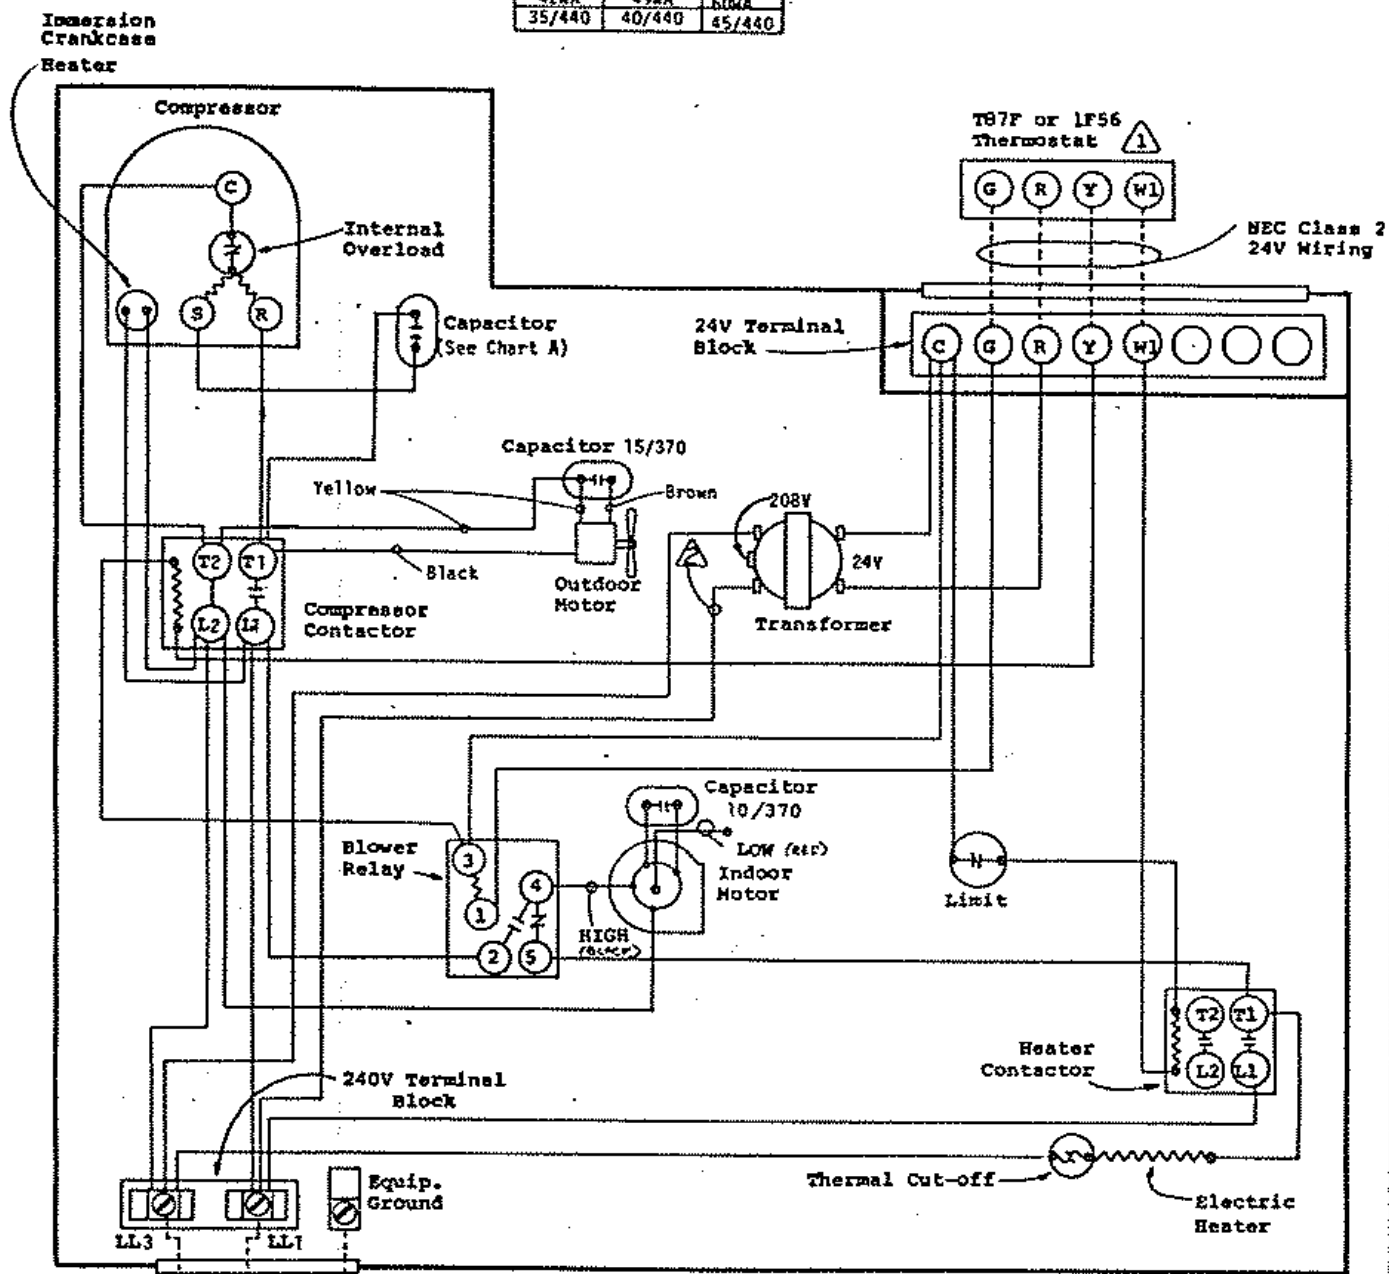 35/440 40/440 45/440
Immersion
Crankcase
Heater
Compressor
C
Internal
Overload
S R
Capacitor
(See Chart A)
T87F or 1F56
Thermostat 1
G R Y W1
NEC Class 2
24V Wiring
24V Terminal
Block
C G R Y W1
Capacitor 15/370
Yellow
Brown
208V
24V
Black
Outdoor
Motor
Transformer
T2 T1
L2 L1
Compressor
Contactor
Capacitor
10/370
LOW
Indoor
Motor
Blower
Relay
3
4
1
2 5
HIGH
Limit
T2 T1
L2 L1
Heater
Contactor
240V Terminal
Block
Thermal Cut-off
Electric
Heater
Equip.
Ground
LL3 LL1